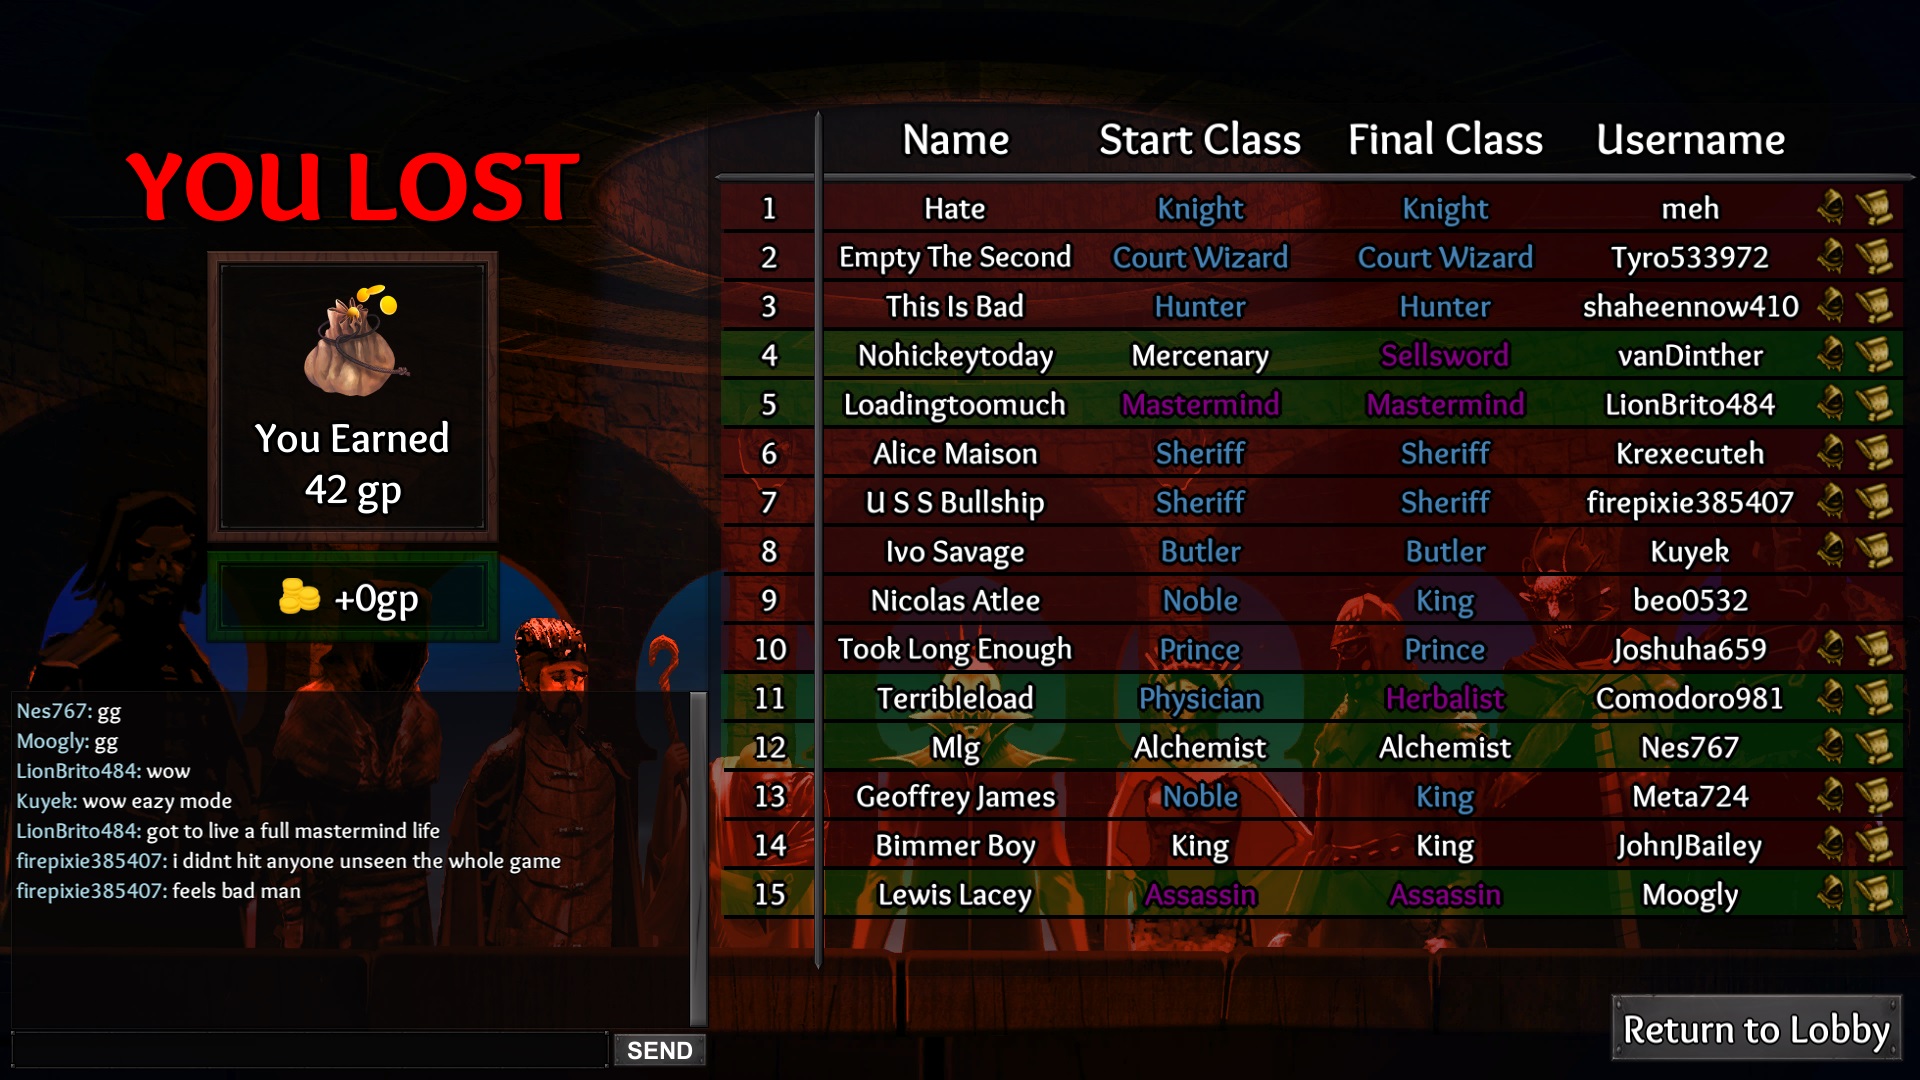 YOU LOST
You Earned
42 gp
+0gp
Nes767: gg
Moogly: gg
LionBrito484: wow
Kuyek: wow eazy mode
LionBrito484: got to live a full mastermind life
firepixie385407: i didnt hit anyone unseen the whole game
firepixie385407: feels bad man
SEND
Name Start Class Final Class Username
1 Hate Knight Knight meh
2 Empty The Second Court Wizard Court Wizard Tyro533972
3 This Is Bad Hunter Hunter shaheennow410
4 Nohickeytoday Mercenary Sellsword vanDinther
5 Loadingtoomuch Mastermind Mastermind LionBrito484
6 Alice Maison Sheriff Sheriff Krexecuteh
7 U S S Bullship Sheriff Sheriff firepixie385407
8 Ivo Savage Butler Butler Kuyek
9 Nicolas Atlee Noble King beo0532
10 Took Long Enough Prince Prince Joshuha659
11 Terribleload Physician Herbalist Comodoro981
12 Mlg Alchemist Alchemist Nes767
13 Geoffrey James Noble King Meta724
14 Bimmer Boy King King JohnJBailey
15 Lewis Lacey Assassin Assassin Moogly
Return to Lobby